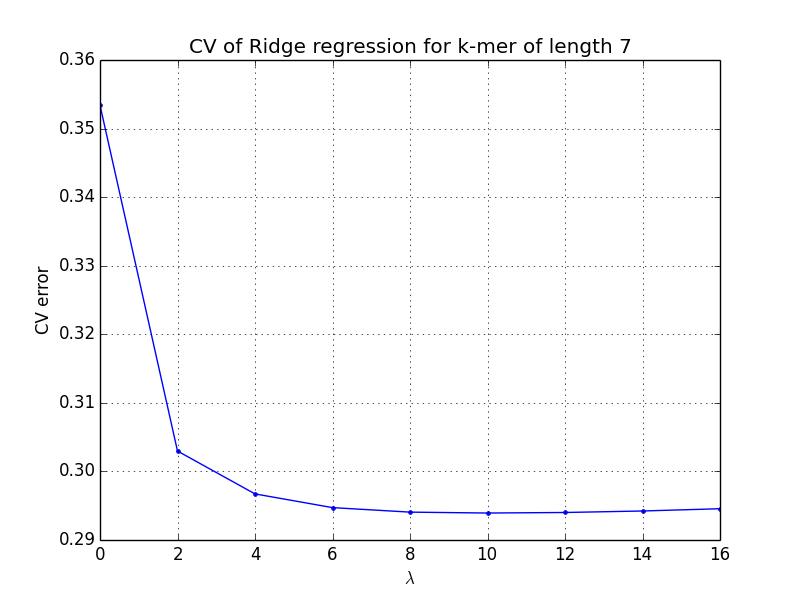 CV of Ridge regression for k-mer of length 7
0.36
0.35
0.34
0.33
0.32
0.31
0.30
0.29
CV error
0 2 4 6 8 10 12 14 16
λ